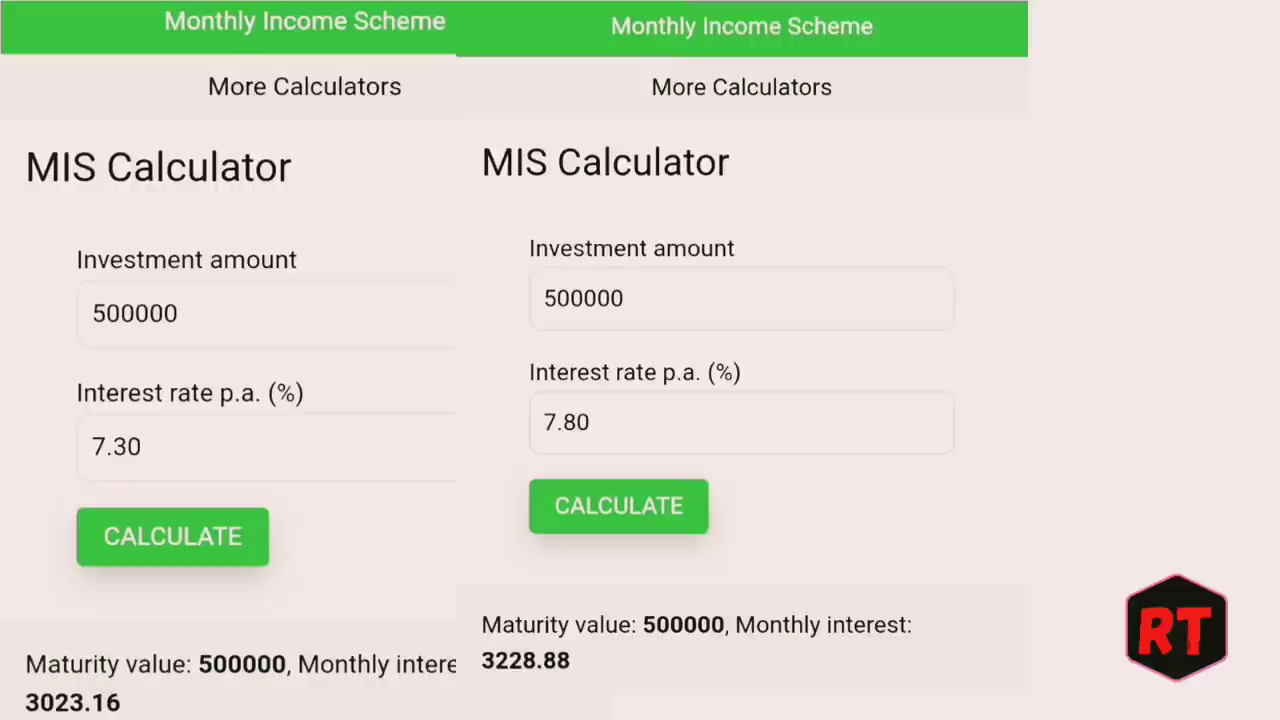 Monthly Income Scheme
More Calculators
MIS Calculator
Investment amount
500000
Interest rate p.a. (%)
7.30
CALCULATE
Maturity value: 500000, Monthly intere
3023.16
Monthly Income Scheme
More Calculators
MIS Calculator
Investment amount
500000
Interest rate p.a. (%)
7.80
CALCULATE
Maturity value: 500000, Monthly interest:
3228.88
RT